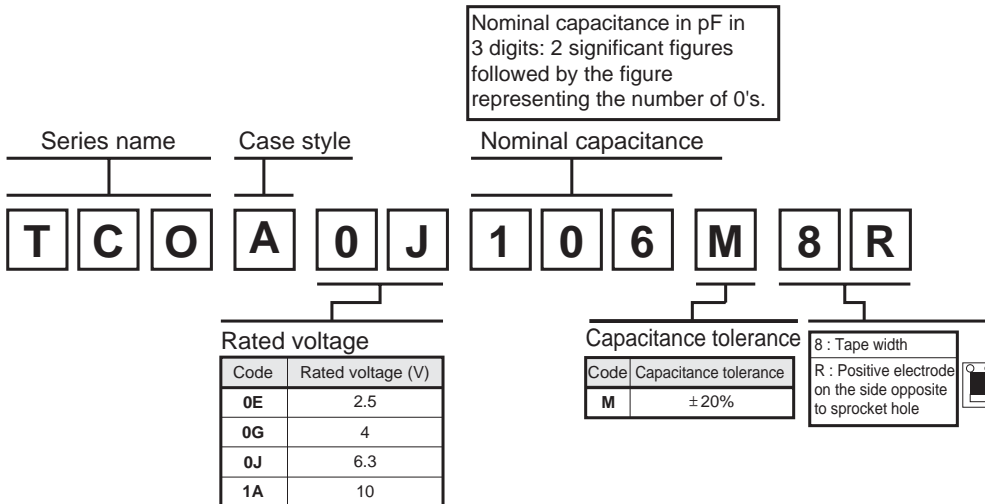 Nominal capacitance in pF in
3 digits: 2 significant figures
followed by the figure
representing the number of 0's.
Series name Case style Nominal capacitance
T C O A 0 J 1 0 6 M 8 R
Rated voltage
Code Rated voltage (V)
0E 2.5
0G 4
0J 6.3
1A 10
Capacitance tolerance
Code Capacitance tolerance
M ±20%
8 : Tape width
R : Positive electrode
on the side opposite
to sprocket hole